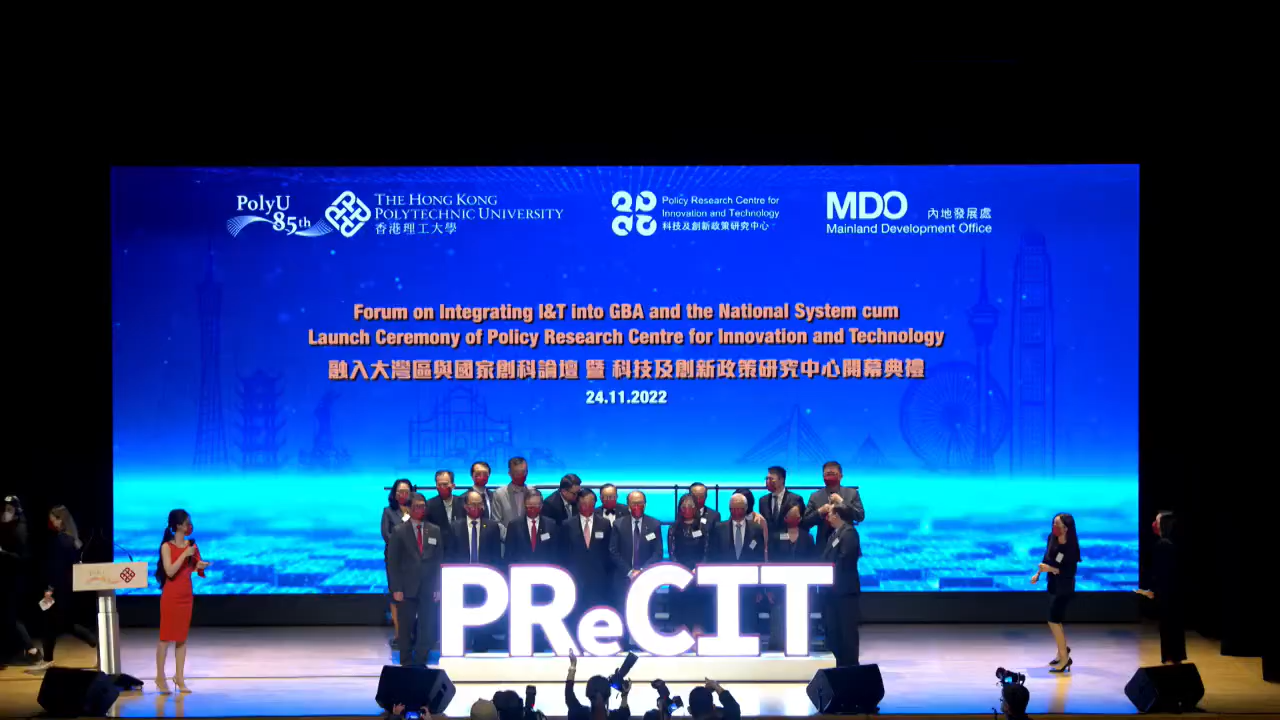 PolyU
85th
THE HONG KONG
POLYTECHNIC UNIVERSITY
香港理工大學
Policy Research Centre for
Innovation and Technology
科技及創新政策研究中心
MDO 內地發展處
Mainland Development Office
Forum on Integrating I&T into GBA and the National System cum
Launch Ceremony of Policy Research Centre for Innovation and Technology
融入大灣區與國家創科論壇 暨 科技及創新政策研究中心開幕典禮
24.11.2022
PReCIT